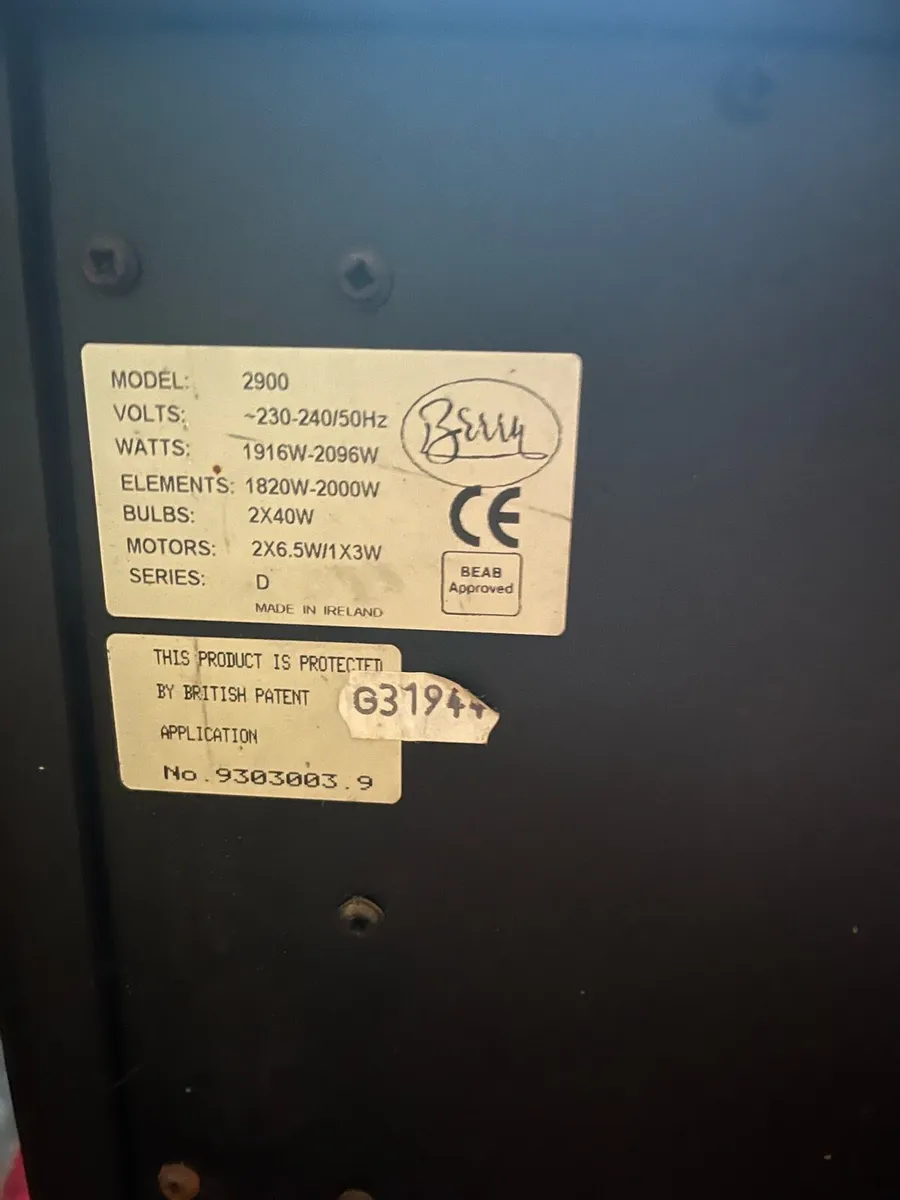 MODEL: 2900
VOLTS: ~230-240/50Hz
WATTS: 1916W-2096W
ELEMENTS: 1820W-2000W
BULBS: 2X40W
MOTORS: 2X6.5W/1X3W
SERIES: D
MADE IN IRELAND
Berry
CE
BEAB
Approved
THIS PRODUCT IS PROTECTED
BY BRITISH PATENT
APPLICATION
No.9303003.9
G31944